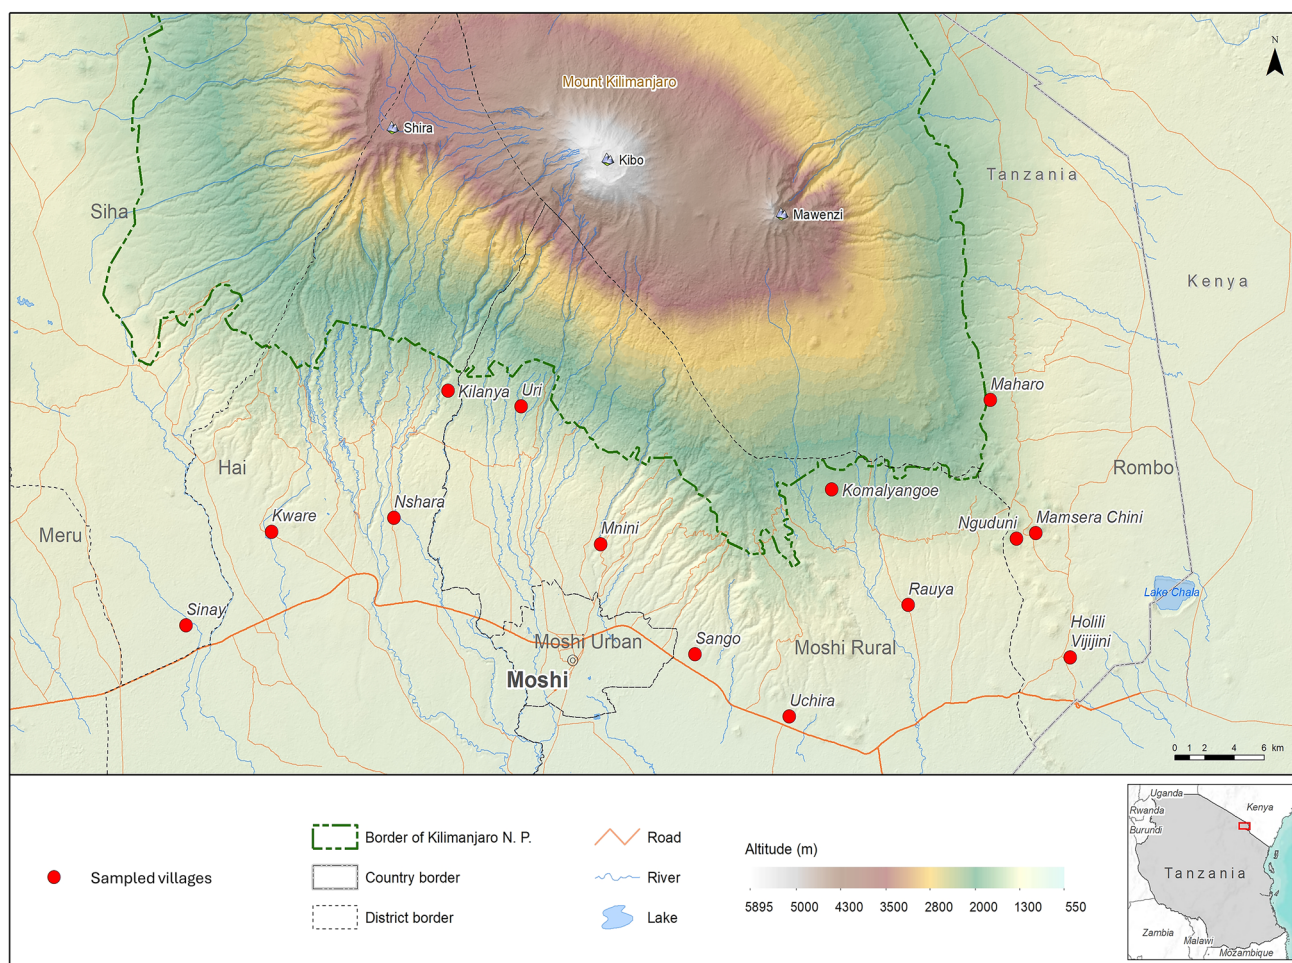 N
Mount Kilimanjaro
Shira
Kibo
Tanzania
Siha
Mawenzi
Kenya
Maharo
Kilanya
Uri
Hai
Rombo
Komalyangoe
Nshara
Kware
Mnini
Nguduni
Mamsera Chini
Meru
Lake Chala
Rauya
Sinay
Holili
Vijijini
Sango
Moshi Urban
Moshi Rural
Moshi
Uchira
0 1 2 4 6 km
Sampled villages
Border of Kilimanjaro N. P.
Country border
District border
Road
River
Lake
Altitude (m)
5895 5000 4300 3500 2800 2000 1300 550
Uganda
Kenya
Rwanda
Burundi
Tanzania
Zambia
Malawi
Mozambique